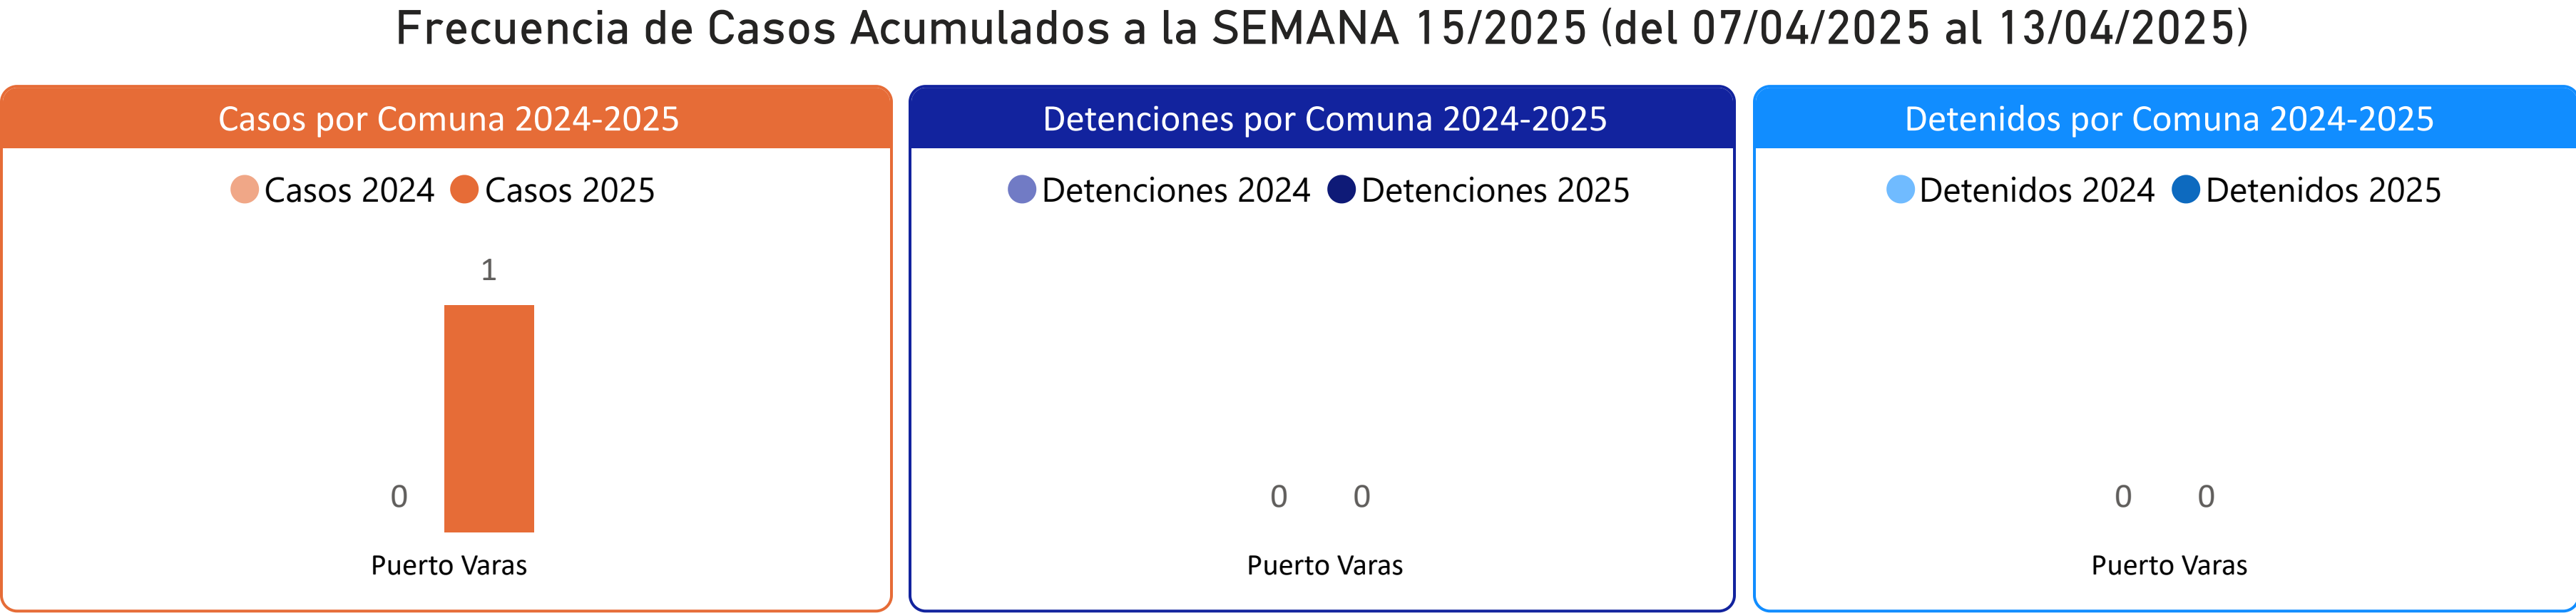 Frecuencia de Casos Acumulados a la SEMANA 15/2025 (del 07/04/2025 al 13/04/2025)
Casos por Comuna 2024-2025
Casos 2024 Casos 2025
1
0
Puerto Varas
Detenciones por Comuna 2024-2025
Detenciones 2024 Detenciones 2025
0 0
Puerto Varas
Detenidos por Comuna 2024-2025
Detenidos 2024 Detenidos 2025
0 0
Puerto Varas